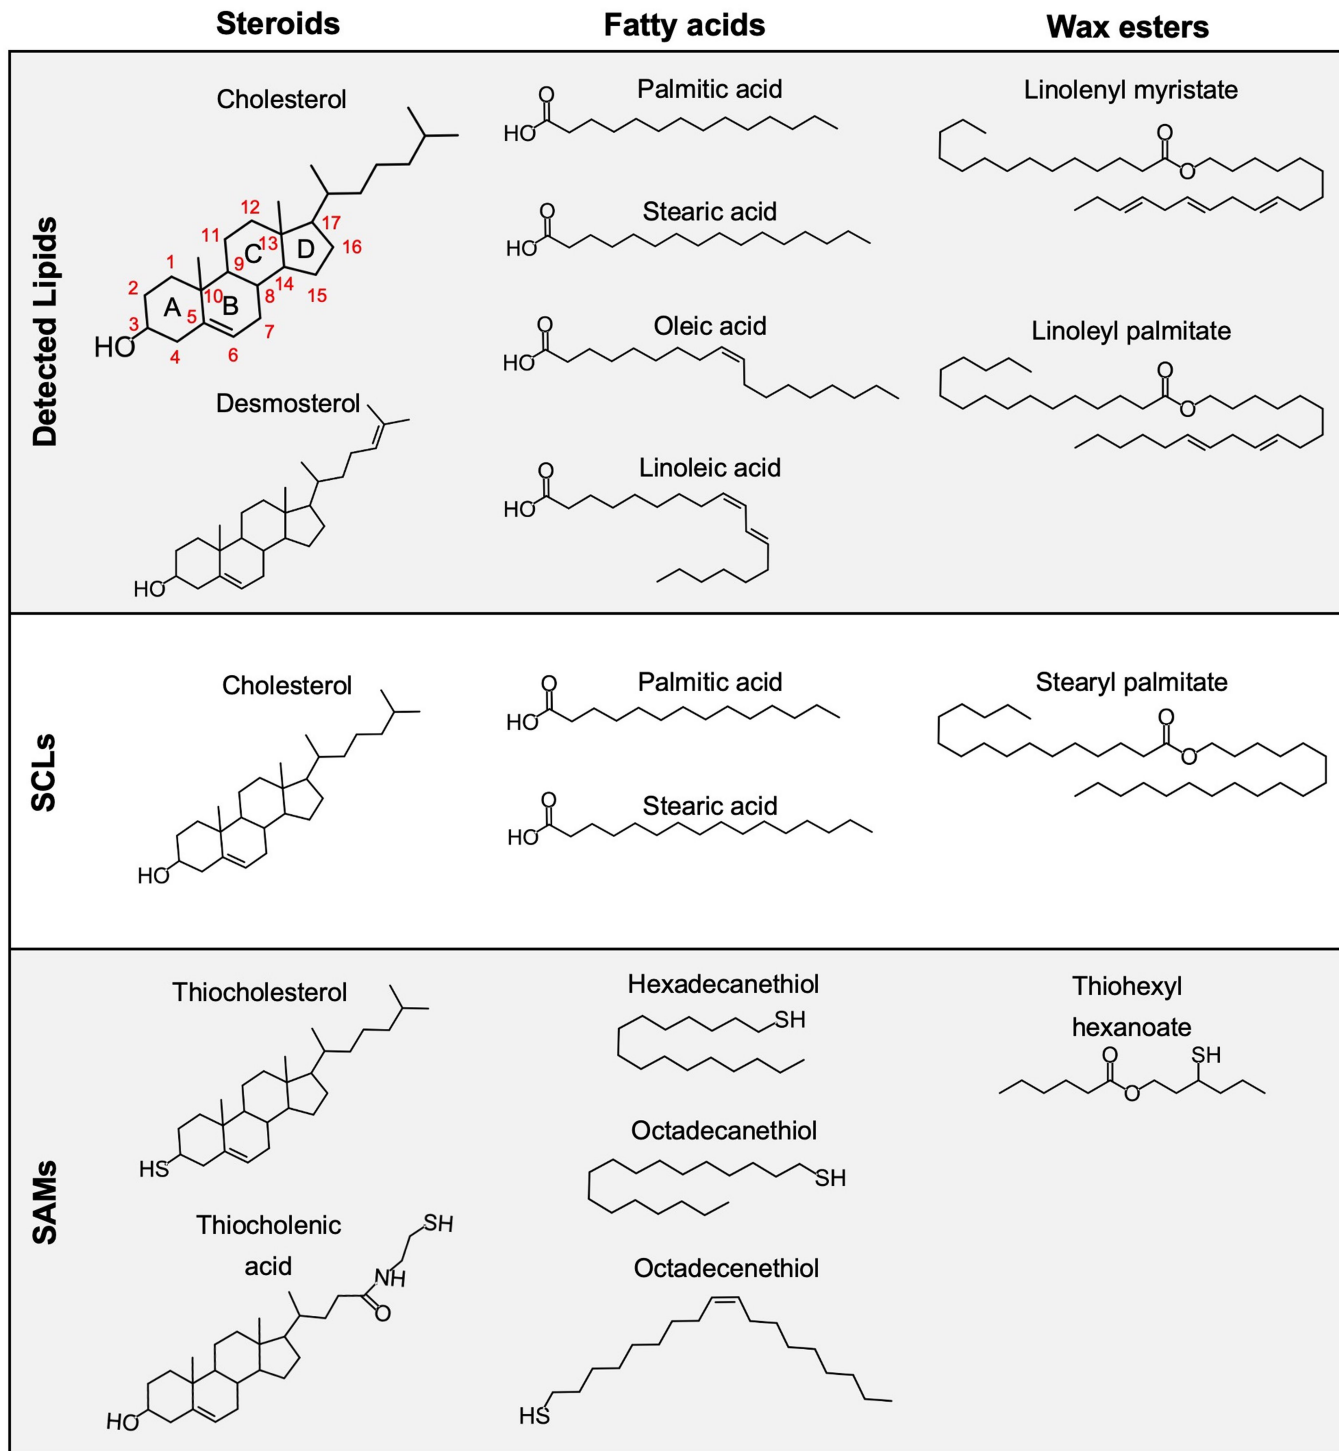 Steroids
Fatty acids
Wax esters
Detected Lipids
Cholesterol
12
11
17
13
C
D
16
1
9
2
14
10
8
15
A
B
3
5
7
HO
4
6
Desmosterol
HO
Palmitic acid
O
HO
Stearic acid
O
HO
Oleic acid
O
HO
Linoleic acid
O
HO
Linolenyl myristate
O
O
Linoleyl palmitate
O
O
SCLs
Cholesterol
HO
Palmitic acid
O
HO
Stearic acid
O
HO
Stearyl palmitate
O
O
SAMs
Thiocholesterol
HS
Thiocholenic
acid
SH
NH
O
HO
Hexadecanethiol
SH
Octadecanethiol
SH
Octadecenethiol
HS
Thiohexyl
hexanoate
O
SH
O